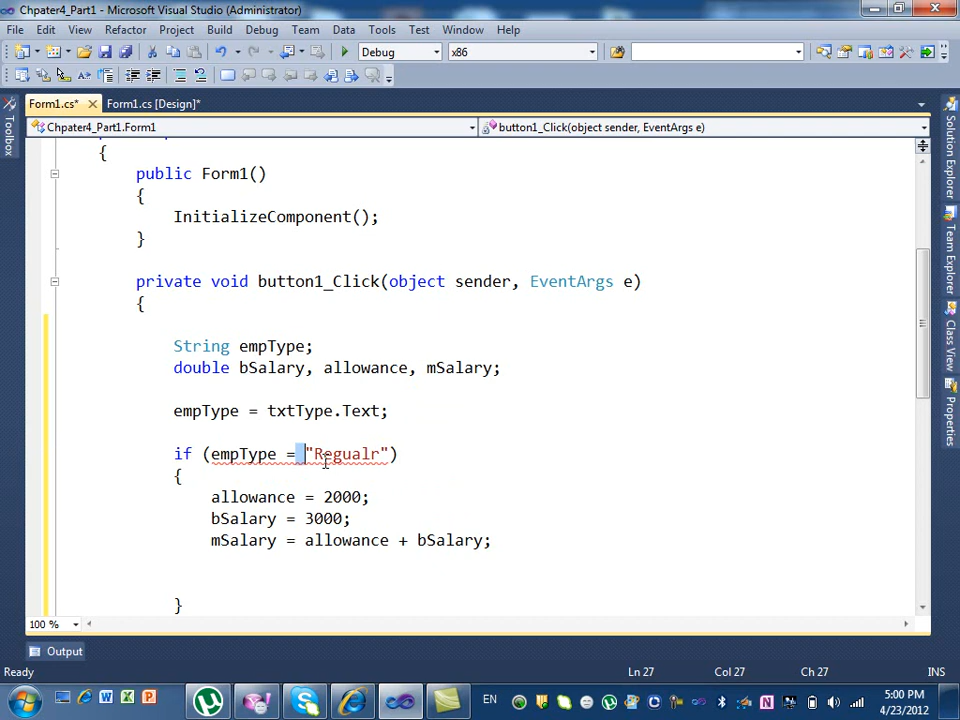 Chpater4_Part1 - Microsoft Visual Studio (Administrator)
File Edit View Refactor Project Build Debug Team Data Tools Test Window Help
Debug x86
Form1.cs* Form1.cs [Design]*
Chpater4_Part1.Form1 button1_Click(object sender, EventArgs e)
{
public Form1()
{
InitializeComponent();
}
private void button1_Click(object sender, EventArgs e)
{
String empType;
double bSalary, allowance, mSalary;
empType = txtType.Text;
if (empType = "Regualr")
{
allowance = 2000;
bSalary = 3000;
mSalary = allowance + bSalary;
}
100 %
Output
Ready Ln 27 Col 27 Ch 27 INS
EN 5:00 PM
4/23/2012
Toolbox
Solution Explorer
Team Explorer
Class View
Properties